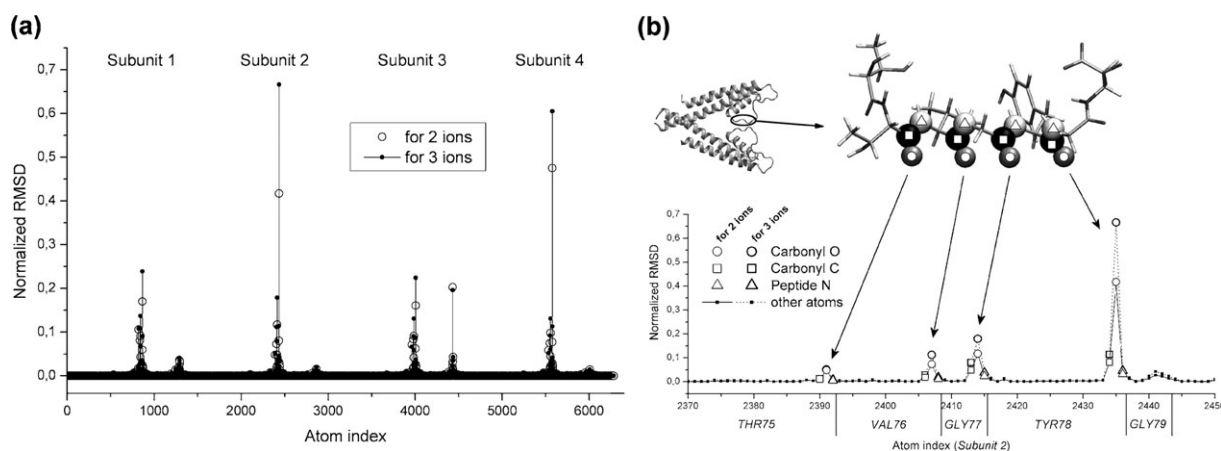 (a)
Subunit 1 Subunit 2 Subunit 3 Subunit 4
for 2 ions
for 3 ions
Normalized RMSD
0,7
0,6
0,5
0,4
0,3
0,2
0,1
0,0
0 1000 2000 3000 4000 5000 6000
Atom index
(b)
for 2 ions for 3 ions
Carbonyl O
Carbonyl C
Peptide N
other atoms
Normalized RMSD
0,7
0,6
0,5
0,4
0,3
0,2
0,1
0,0
2370 2380 2390 2400 2410 2420 2430 2440 2450
THR75 VAL76 GLY77 TYR78 GLY79
Atom index (Subunit 2)